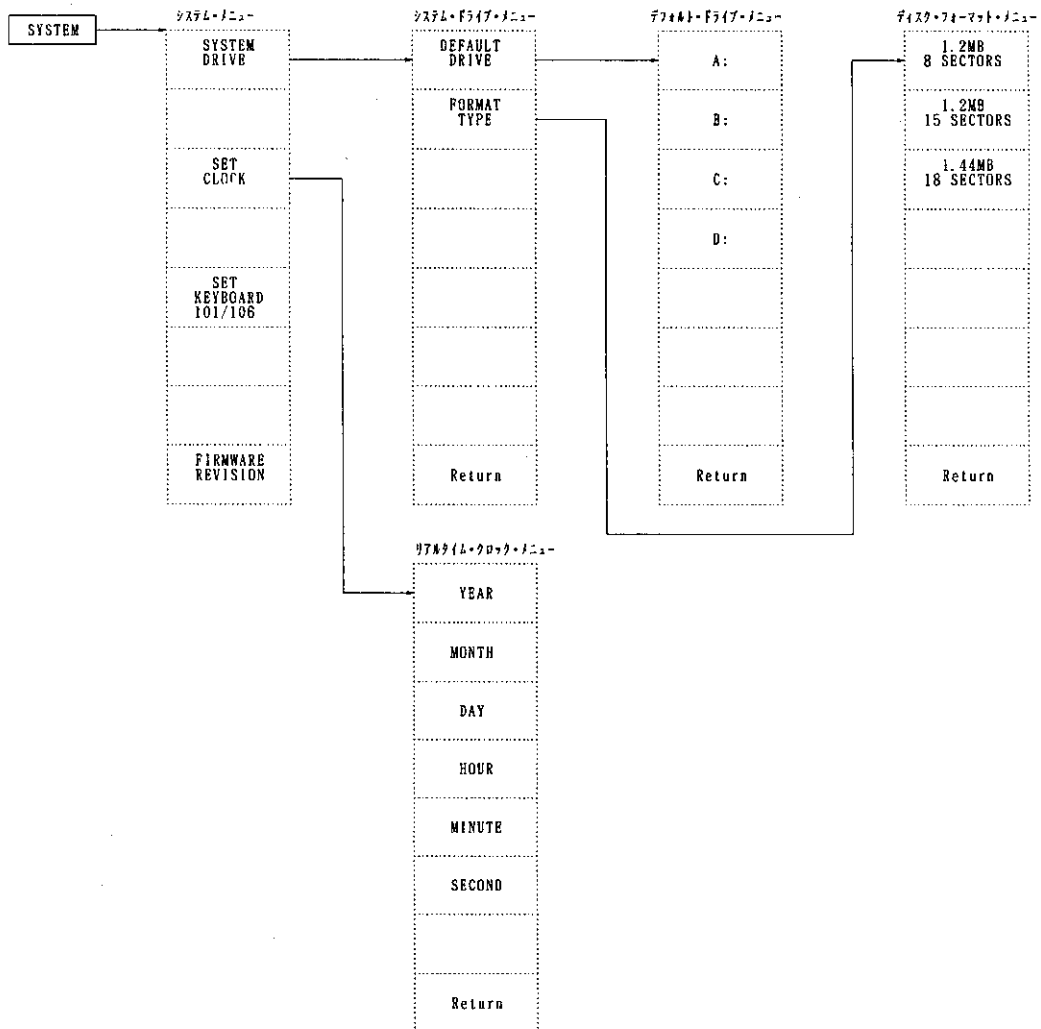 SYSTEM
システム・メニュー
SYSTEM
DRIVE
SET
CLOCK
SET
KEYBOARD
101/106
FIRMWARE
REVISION
システム・ドライブ・メニュー
DEFAULT
DRIVE
FORMAT
TYPE
Return
デフォルト・ドライブ・メニュー
A:
B:
C:
D:
Return
ディスク・フォーマット・メニュー
1.2MB
8 SECTORS
1.2MB
15 SECTORS
1.44MB
18 SECTORS
Return
リアルタイム・クロック・メニュー
YEAR
MONTH
DAY
HOUR
MINUTE
SECOND
Return